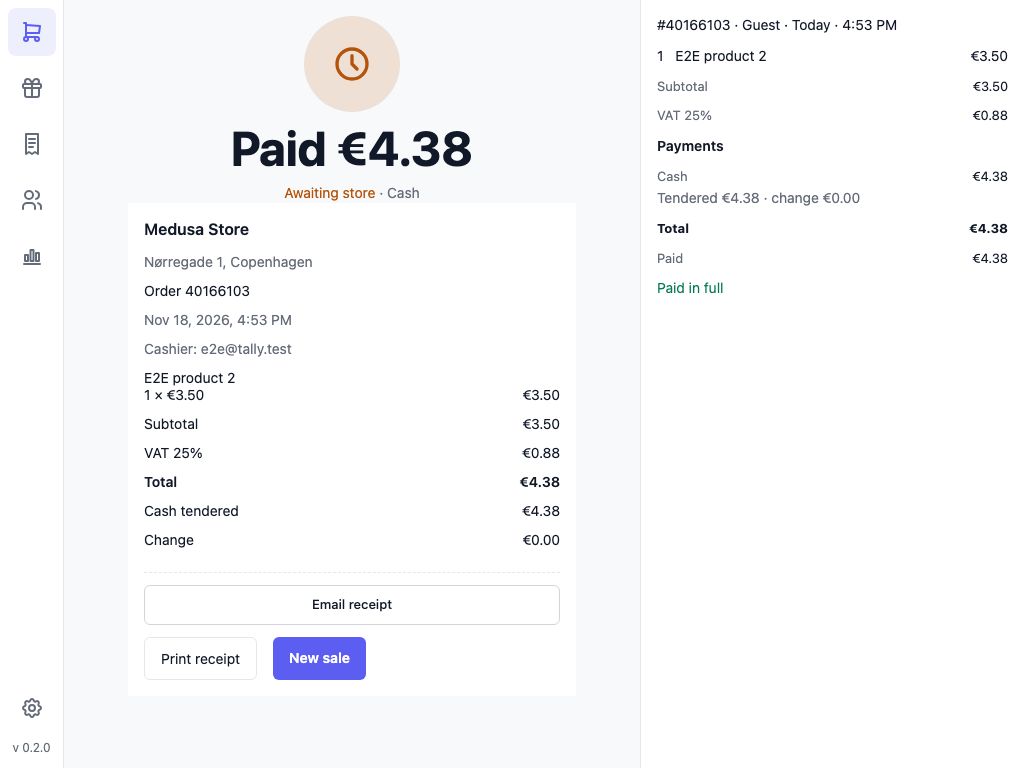 Paid €4.38
Awaiting store · Cash
Medusa Store
Nørregade 1, Copenhagen
Order 40166103
Nov 18, 2026, 4:53 PM
Cashier: e2e@tally.test
E2E product 2
1 × €3.50 €3.50
Subtotal €3.50
VAT 25% €0.88
Total €4.38
Cash tendered €4.38
Change €0.00
Email receipt
Print receipt New sale
v 0.2.0
#40166103 · Guest · Today · 4:53 PM
1 E2E product 2 €3.50
Subtotal €3.50
VAT 25% €0.88
Payments
Cash €4.38
Tendered €4.38 · change €0.00
Total €4.38
Paid €4.38
Paid in full